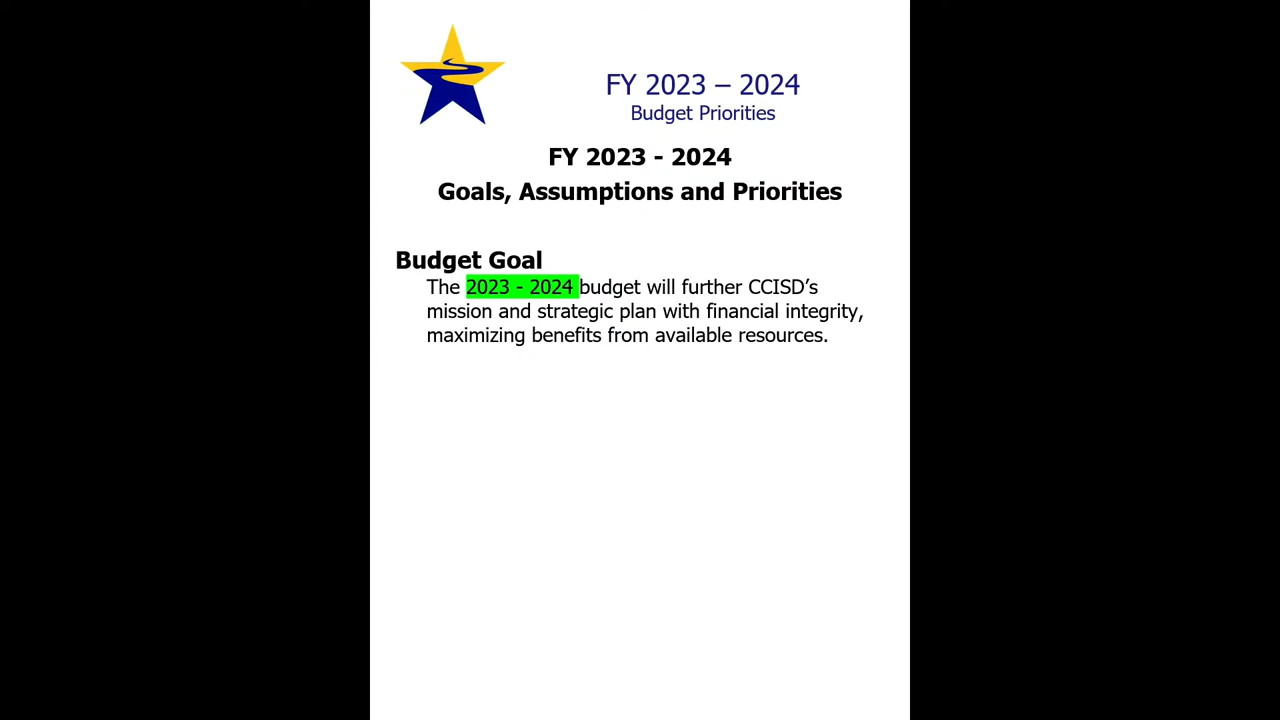 FY 2023 – 2024
Budget Priorities
FY 2023 - 2024
Goals, Assumptions and Priorities
Budget Goal
The 2023 - 2024 budget will further CCISD’s
mission and strategic plan with financial integrity,
maximizing benefits from available resources.